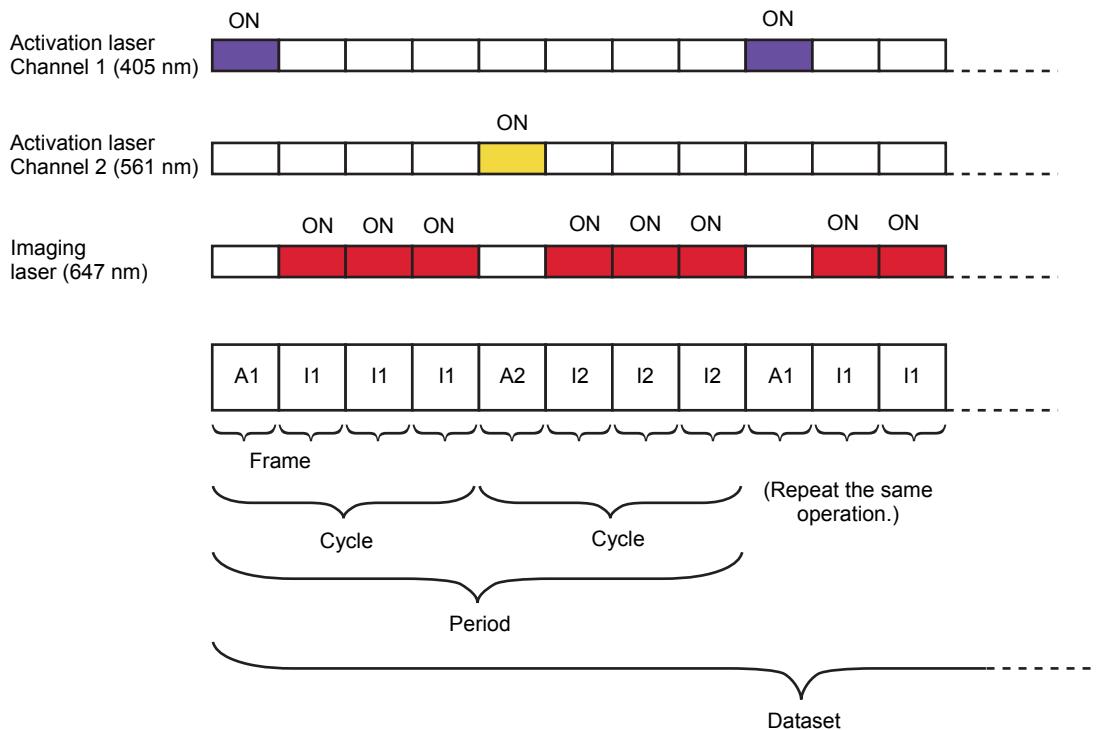 ON ON
Activation laser
Channel 1 (405 nm)
ON
Activation laser
Channel 2 (561 nm)
ON ON ON ON ON ON ON ON
Imaging
laser (647 nm)
A1 I1 I1 I1 A2 I2 I2 I2 A1 I1 I1
Frame
(Repeat the same
operation.)
Cycle Cycle
Period
Dataset